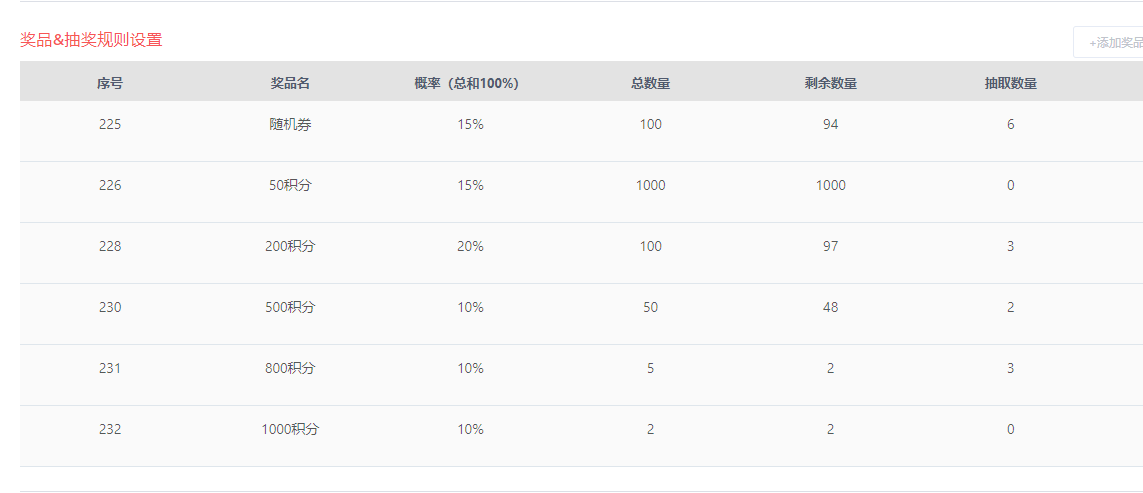 奖品&抽奖规则设置
+添加奖品
序号 奖品名 概率（总和100%） 总数量 剩余数量 抽取数量
225 随机券 15% 100 94 6
226 50积分 15% 1000 1000 0
228 200积分 20% 100 97 3
230 500积分 10% 50 48 2
231 800积分 10% 5 2 3
232 1000积分 10% 2 2 0